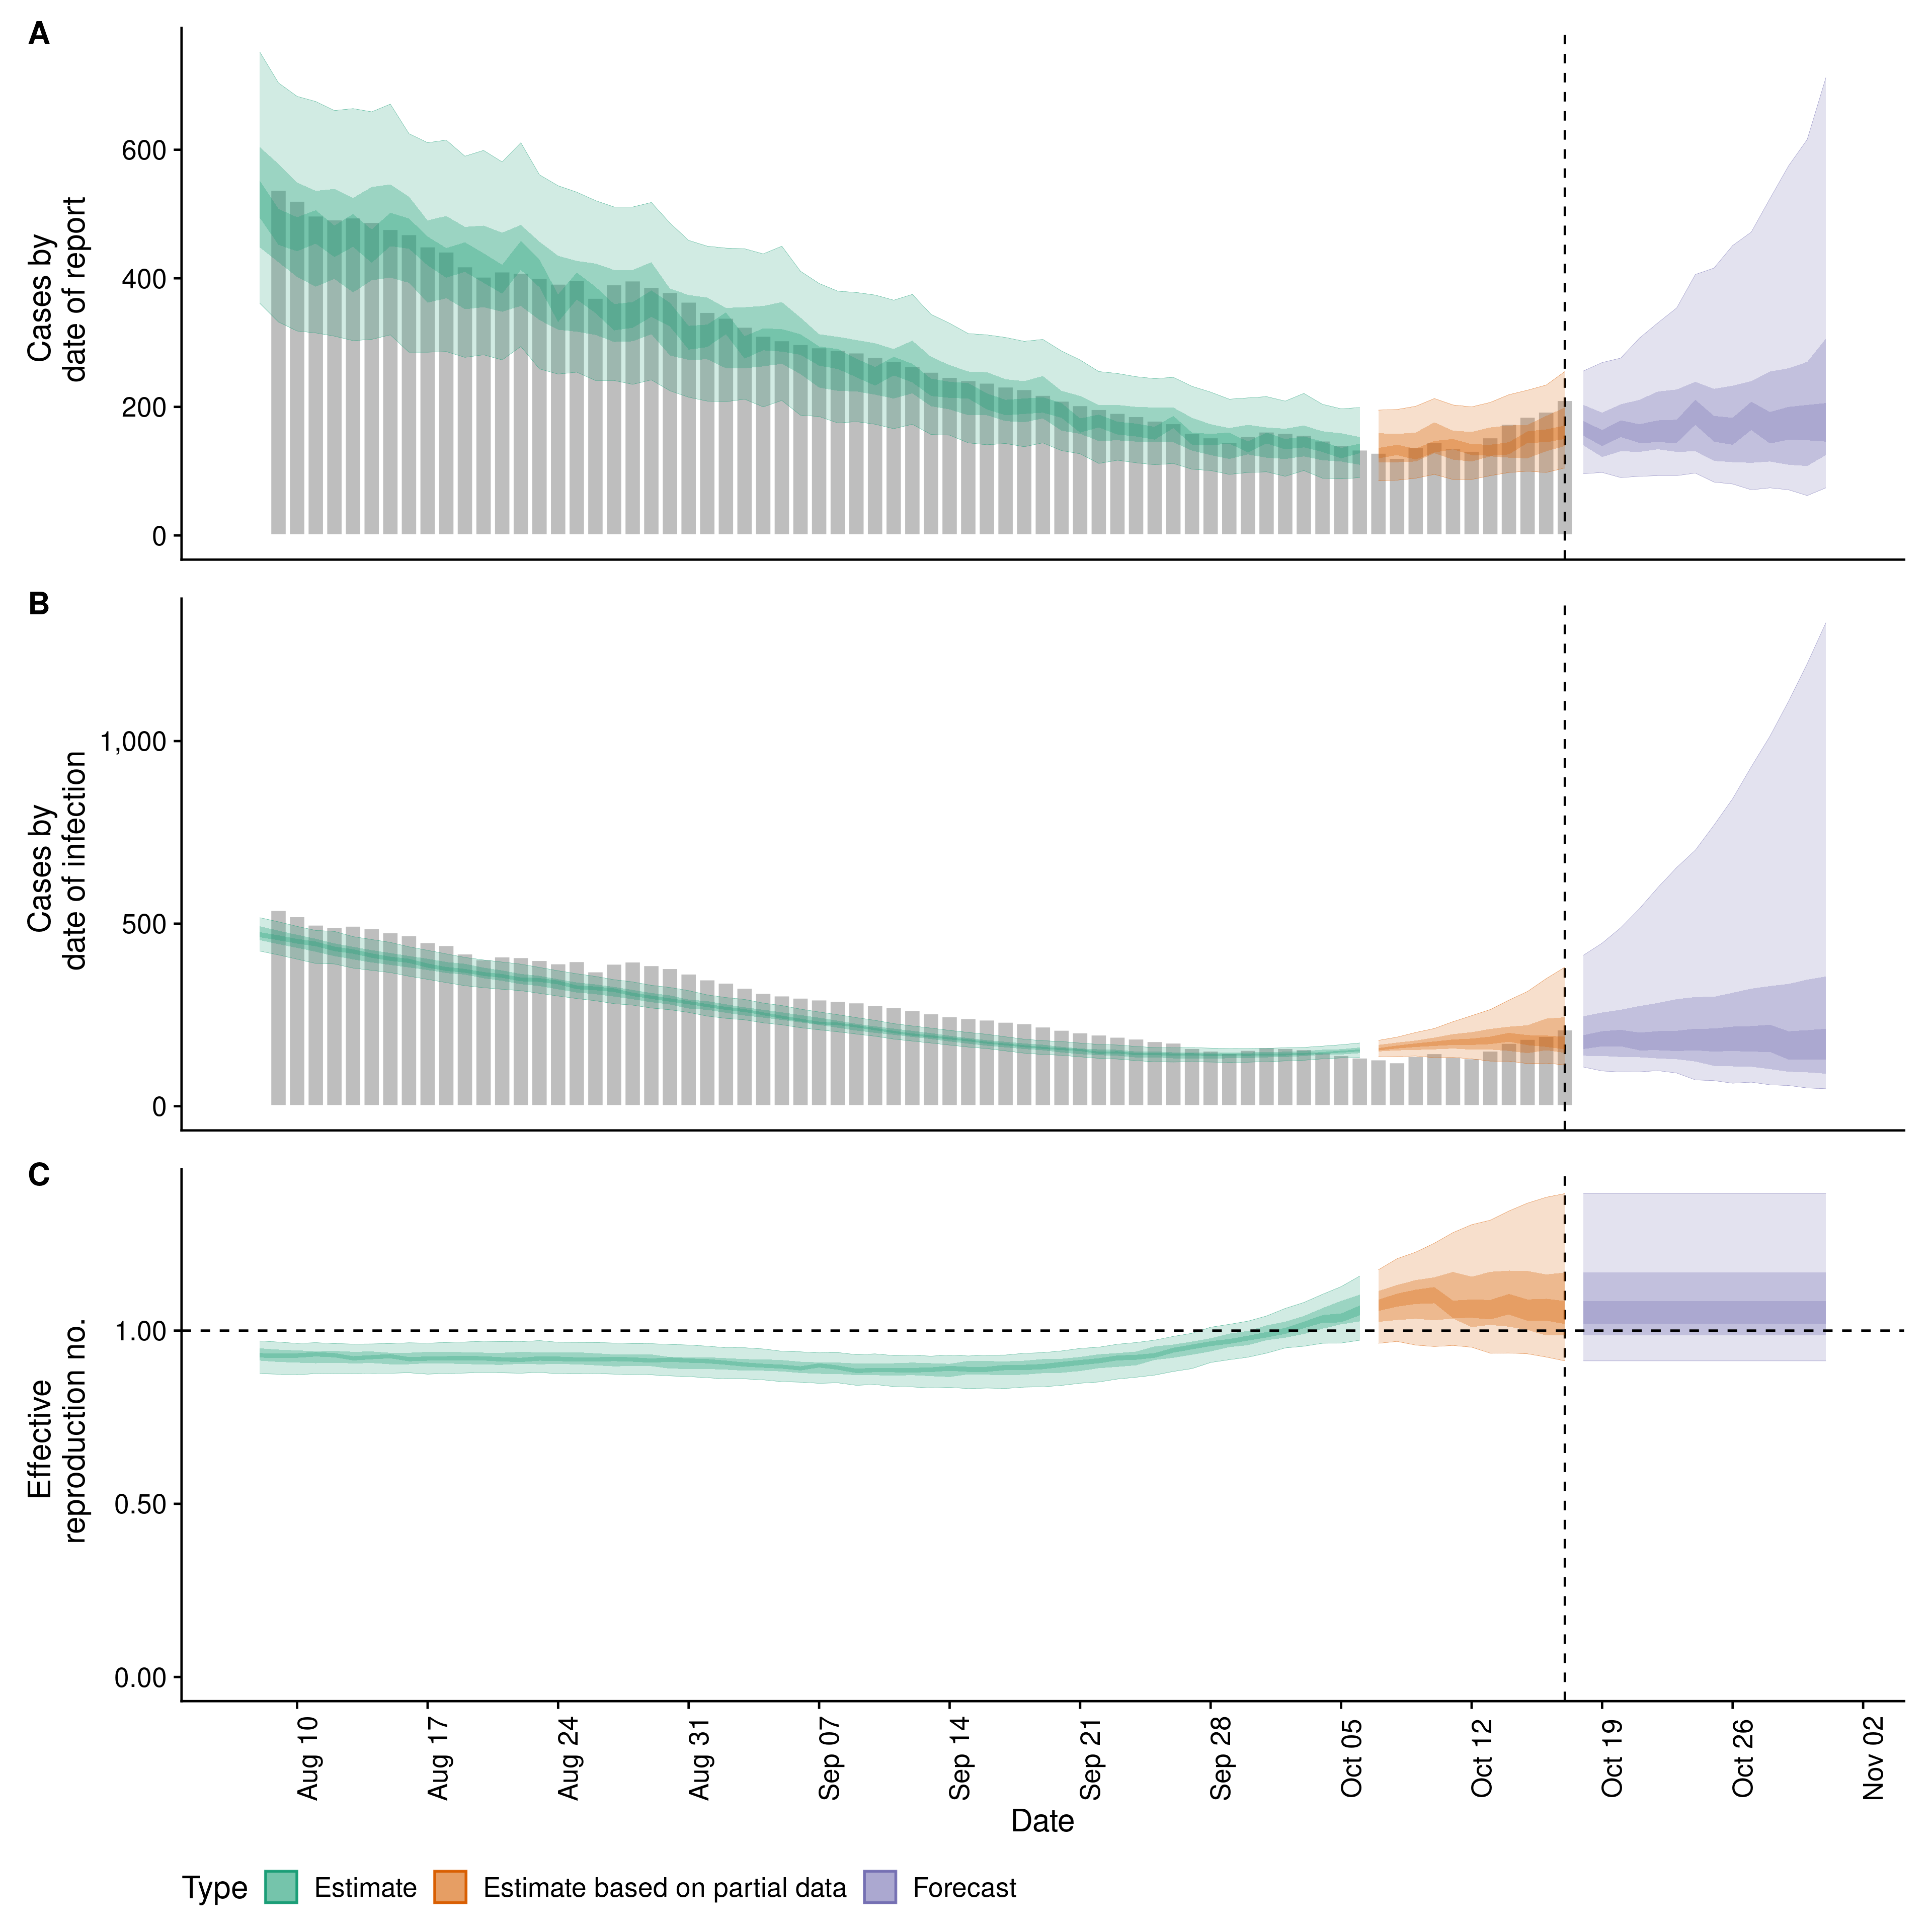 A
Cases by
date of report
600
400
200
0
B
Cases by
date of infection
1,000
500
0
C
Effective
reproduction no.
1.00
0.50
0.00
Aug 10
Aug 17
Aug 24
Aug 31
Sep 07
Sep 14
Sep 21
Sep 28
Oct 05
Oct 12
Oct 19
Oct 26
Nov 02
Date
Type Estimate Estimate based on partial data Forecast